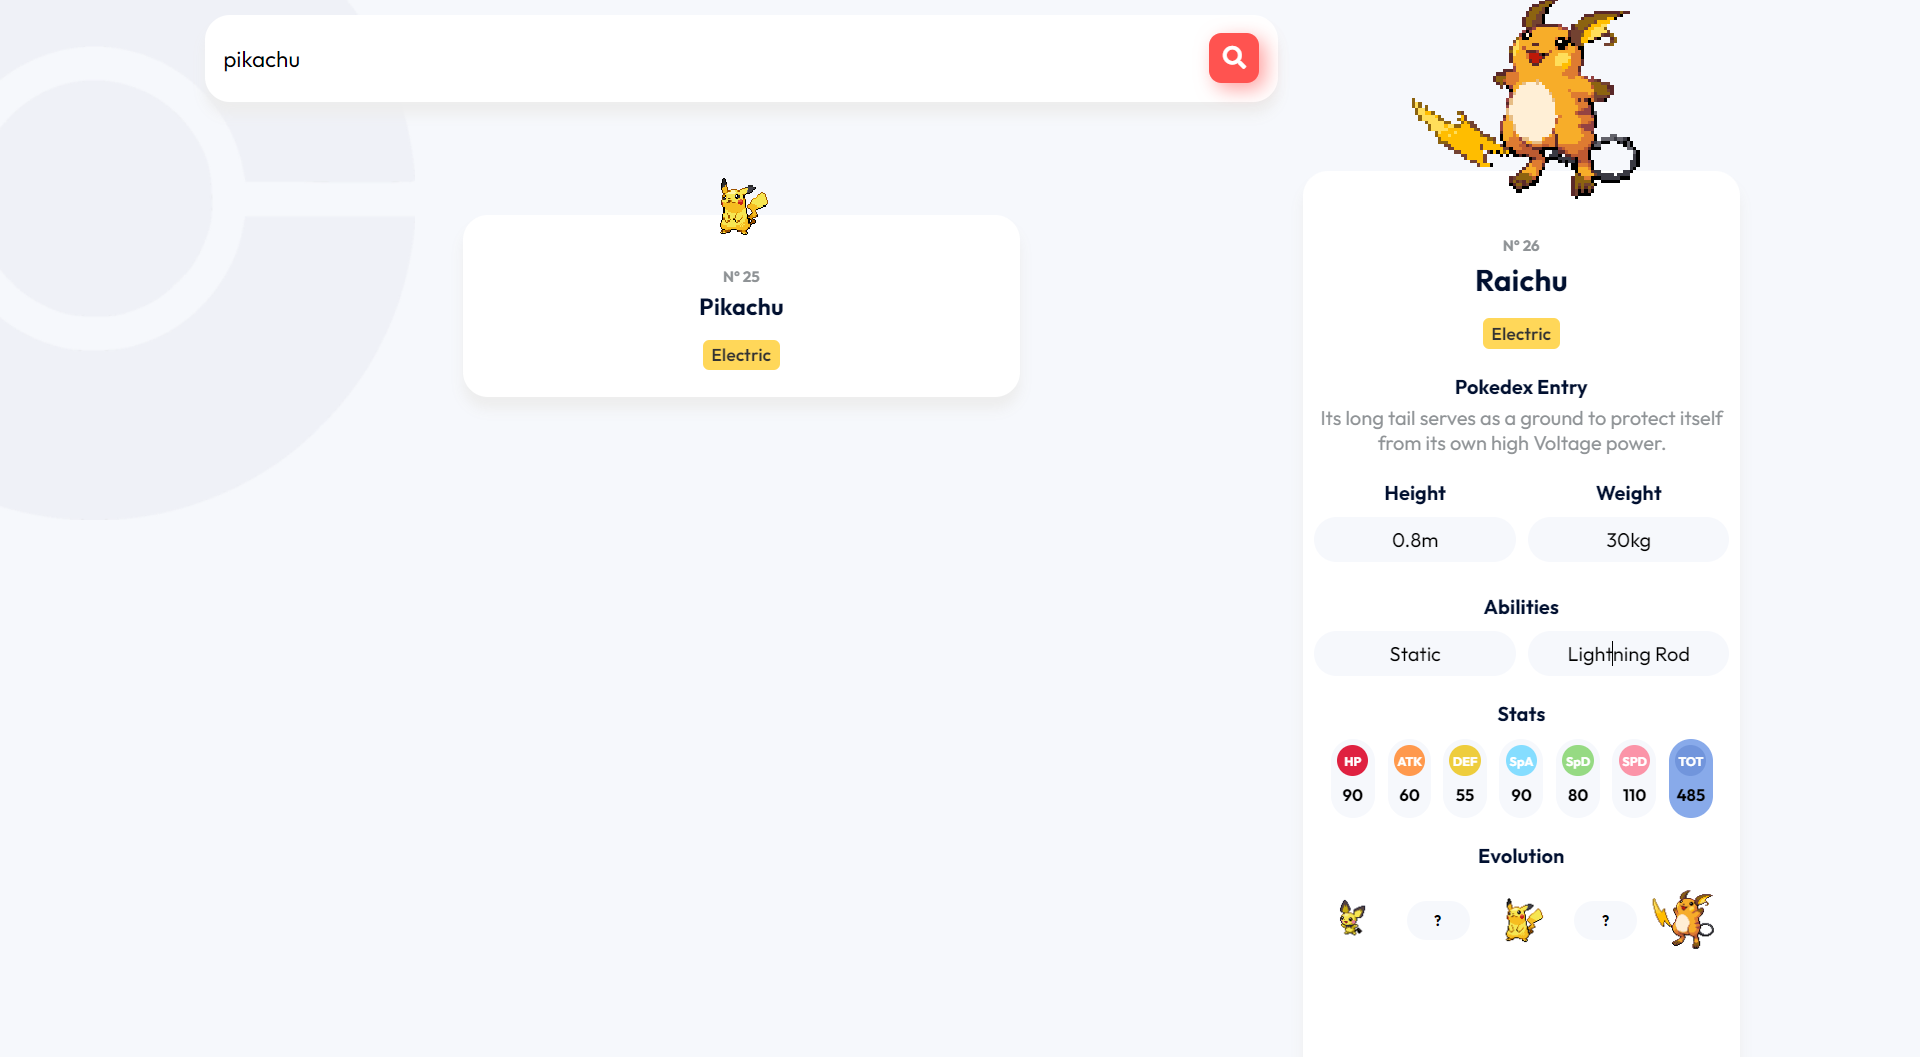 pikachu
N° 25
Pikachu
Electric
N° 26
Raichu
Electric
Pokedex Entry
Its long tail serves as a ground to protect itself
from its own high Voltage power.
Height Weight
0.8m 30kg
Abilities
Static Lightning Rod
Stats
HP ATK DEF SpA SpD SPD TOT
90 60 55 90 80 110 485
Evolution
? ?